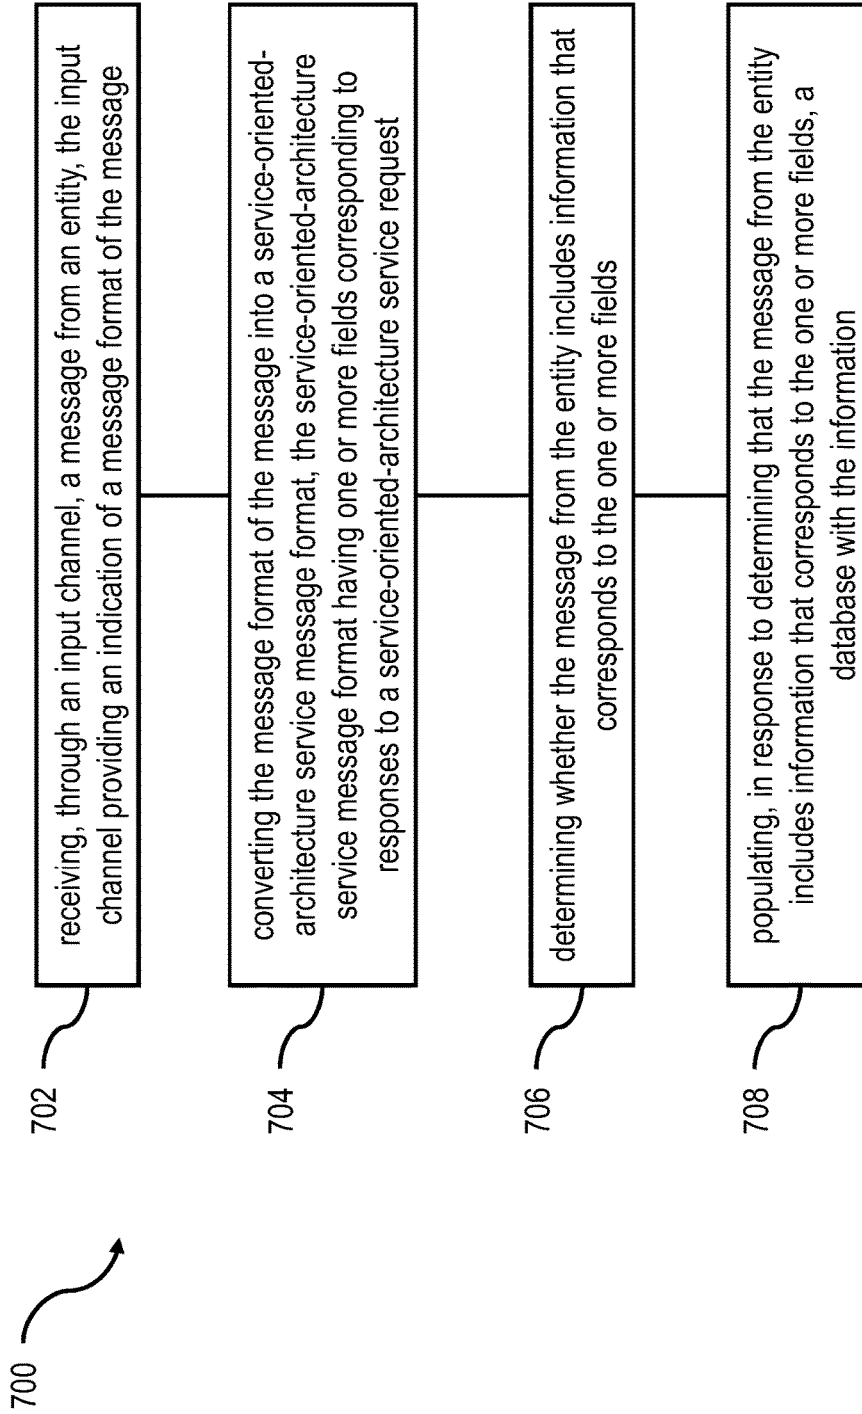 700
702
receiving, through an input channel, a message from an entity, the input
channel providing an indication of a message format of the message
704
converting the message format of the message into a service-oriented-
architecture service message format, the service-oriented-architecture
service message format having one or more fields corresponding to
responses to a service-oriented-architecture service request
706
determining whether the message from the entity includes information that
corresponds to the one or more fields
708
populating, in response to determining that the message from the entity
includes information that corresponds to the one or more fields, a
database with the information